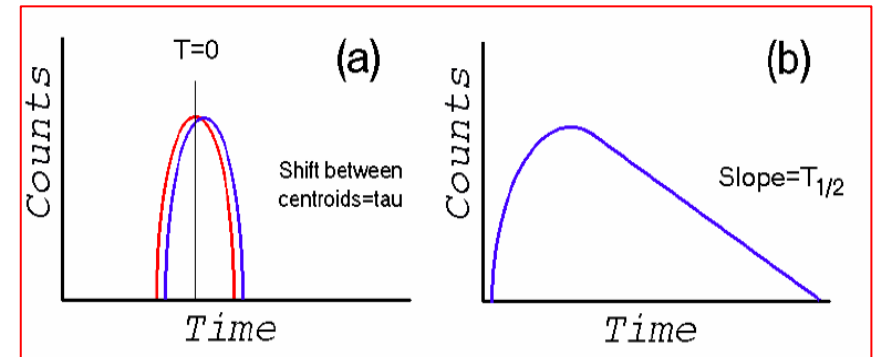 T=0
(a)
Counts
Shift between
centroids=tau
Time
(b)
Counts
Slope=T1/2
Time